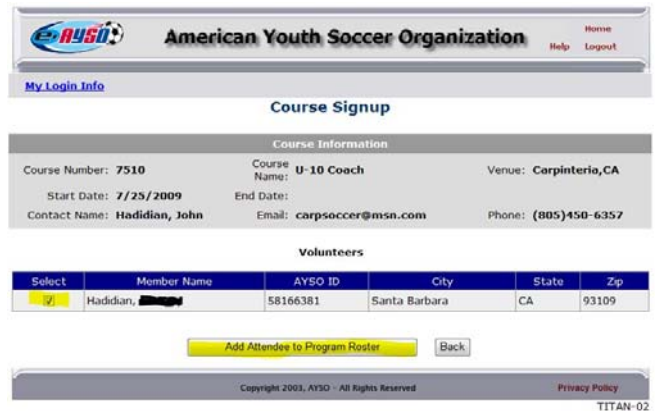 e-AYSO American Youth Soccer Organization Home
Help Logout
My Login Info
Course Signup
Course Information
Course Number: 7510 Course Name: U-10 Coach Venue: Carpinteria,CA
Start Date: 7/25/2009 End Date:
Contact Name: Hadidian, John Email: carpsoccer@msn.com Phone: (805)450-6357
Volunteers
Select Member Name AYSO ID City State Zip
Hadidian, 58166381 Santa Barbara CA 93109
Add Attendee to Program Roster Back
Copyright 2003, AYSO - All Rights Reserved Privacy Policy
TITAN-02